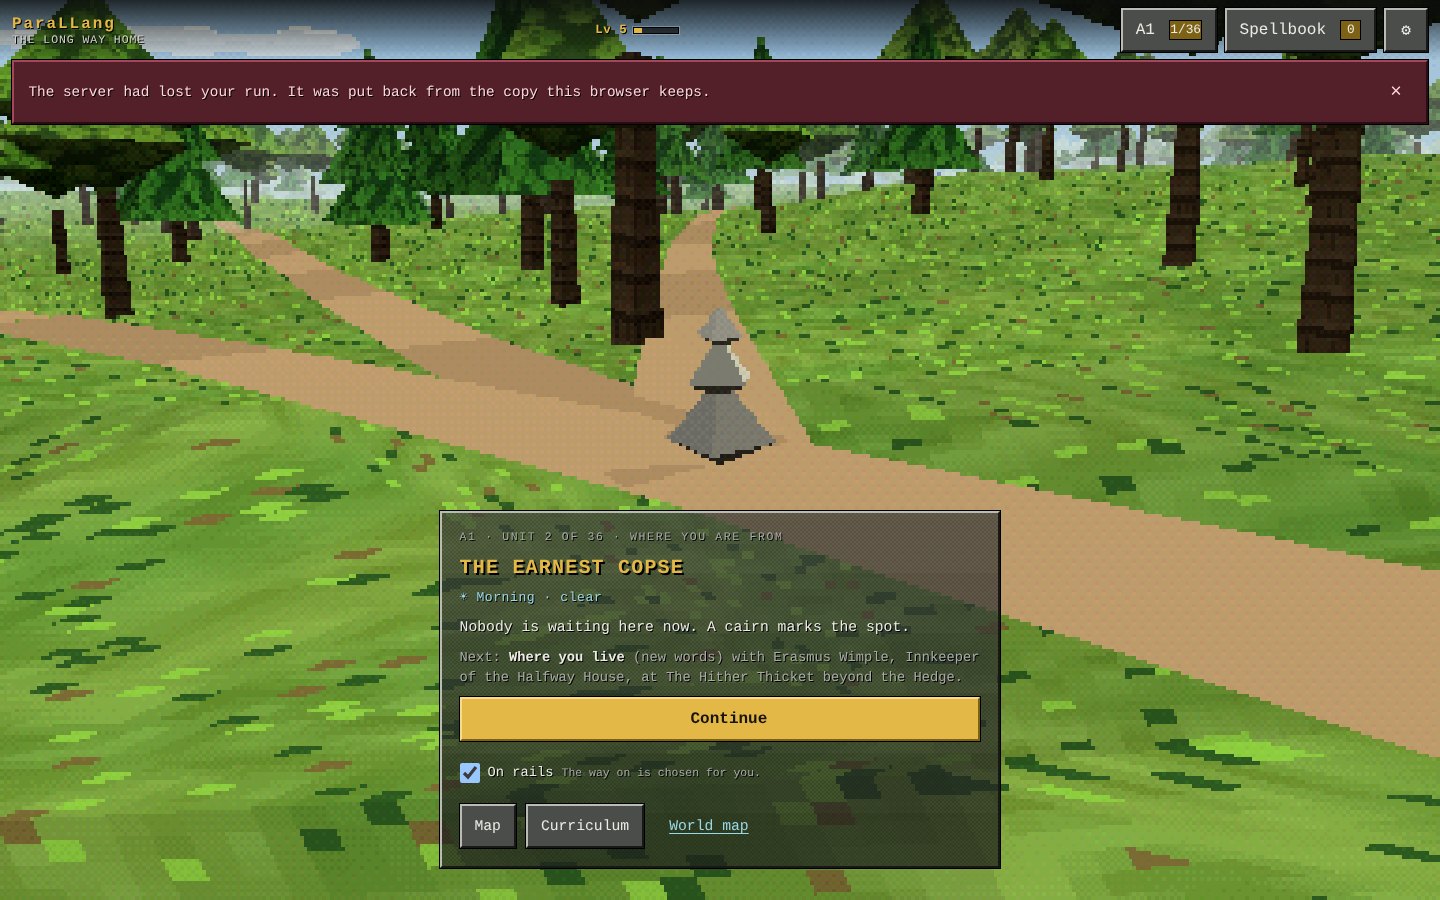 ParaLLang
THE LONG WAY HOME
Lv 5
A1 1/36
Spellbook 0
⚙
The server had lost your run. It was put back from the copy this browser keeps.
×
A1 · UNIT 2 OF 36 · WHERE YOU ARE FROM
THE EARNEST COPSE
☀ Morning · clear
Nobody is waiting here now. A cairn marks the spot.
Next: Where you live (new words) with Erasmus Wimple, Innkeeper
of the Halfway House, at The Hither Thicket beyond the Hedge.
Continue
On rails The way on is chosen for you.
Map
Curriculum
World map